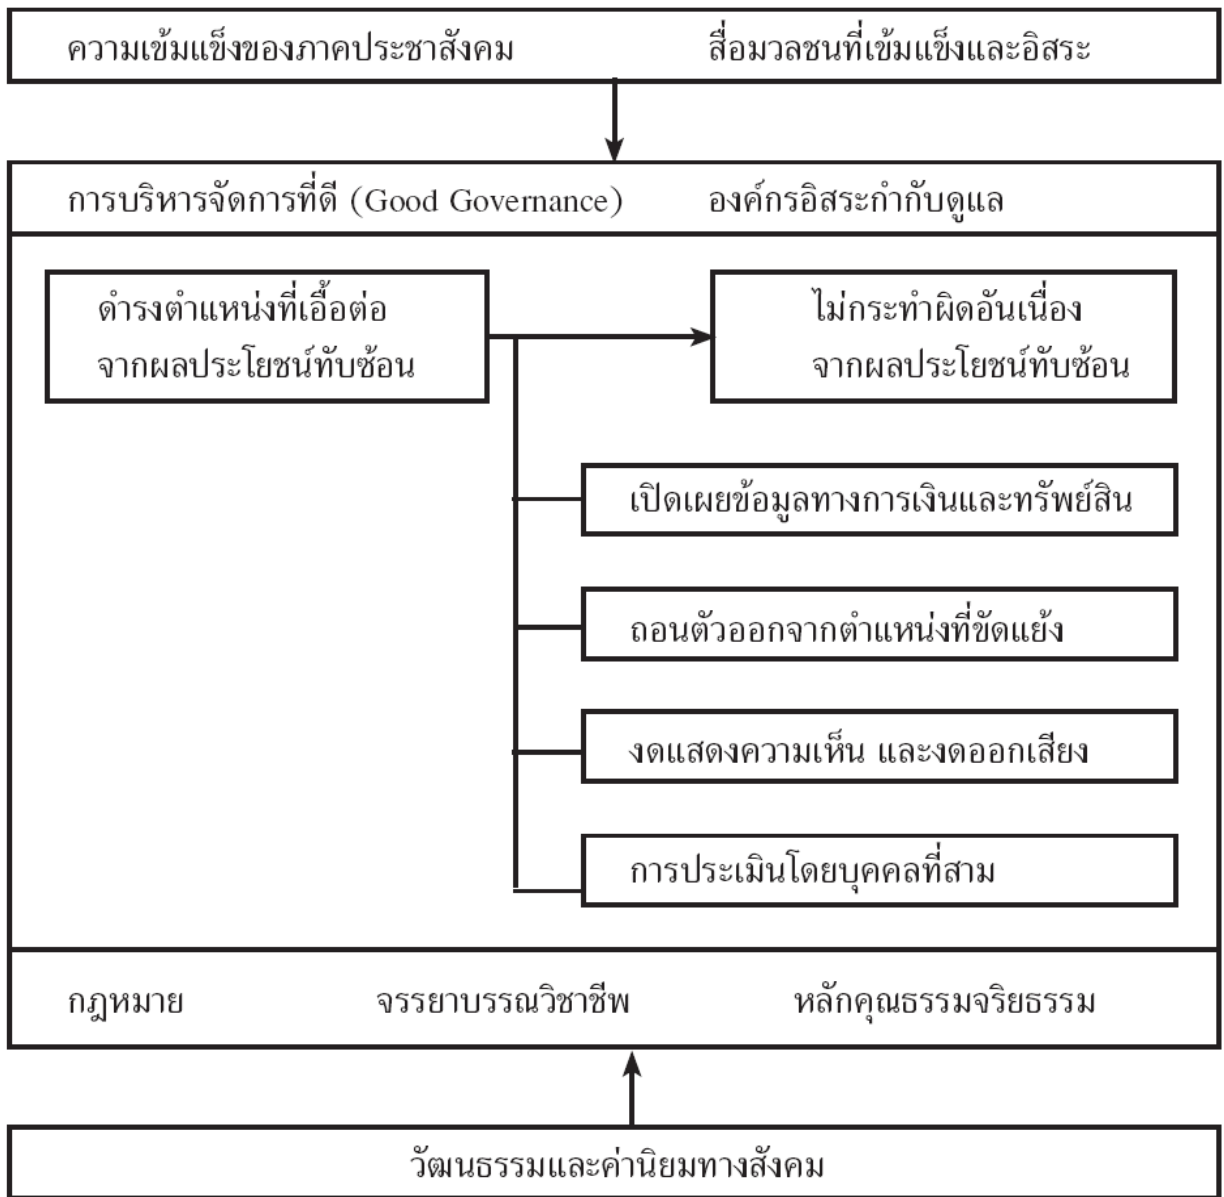 ความเข้มแข็งของภาคประชาสังคม สื่อมวลชนที่เข้มแข็งและอิสระ
การบริหารจัดการที่ดี (Good Governance) องค์กรอิสระกำกับดูแล
ดำรงตำแหน่งที่เอื้อต่อ
จากผลประโยชน์ทับซ้อน
ไม่กระทำผิดอันเนื่อง
จากผลประโยชน์ทับซ้อน
เปิดเผยข้อมูลทางการเงินและทรัพย์สิน
ถอนตัวออกจากตำแหน่งที่ขัดแย้ง
งดแสดงความเห็น และงดออกเสียง
การประเมินโดยบุคคลที่สาม
กฎหมาย จรรยาบรรณวิชาชีพ หลักคุณธรรมจริยธรรม
วัฒนธรรมและค่านิยมทางสังคม